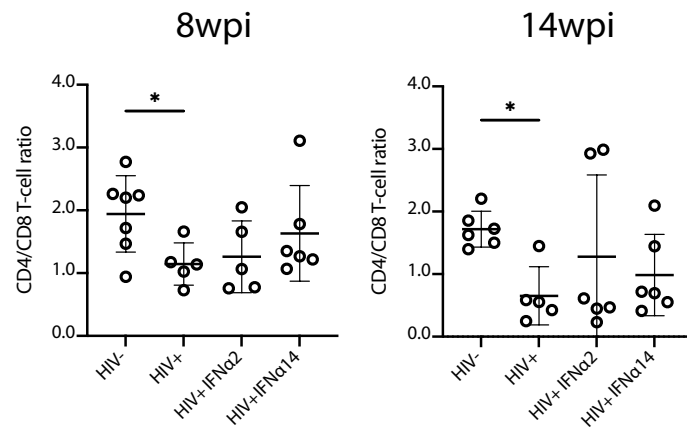 8wpi
14wpi
CD4/CD8 T-cell ratio
4.0
3.0
2.0
1.0
0.0
*
HIV-
HIV+
HIV+ IFNα2
HIV+ IFNα14
CD4/CD8 T-cell ratio
4.0
3.0
2.0
1.0
0.0
*
HIV-
HIV+
HIV+ IFNα2
HIV+ IFNα14